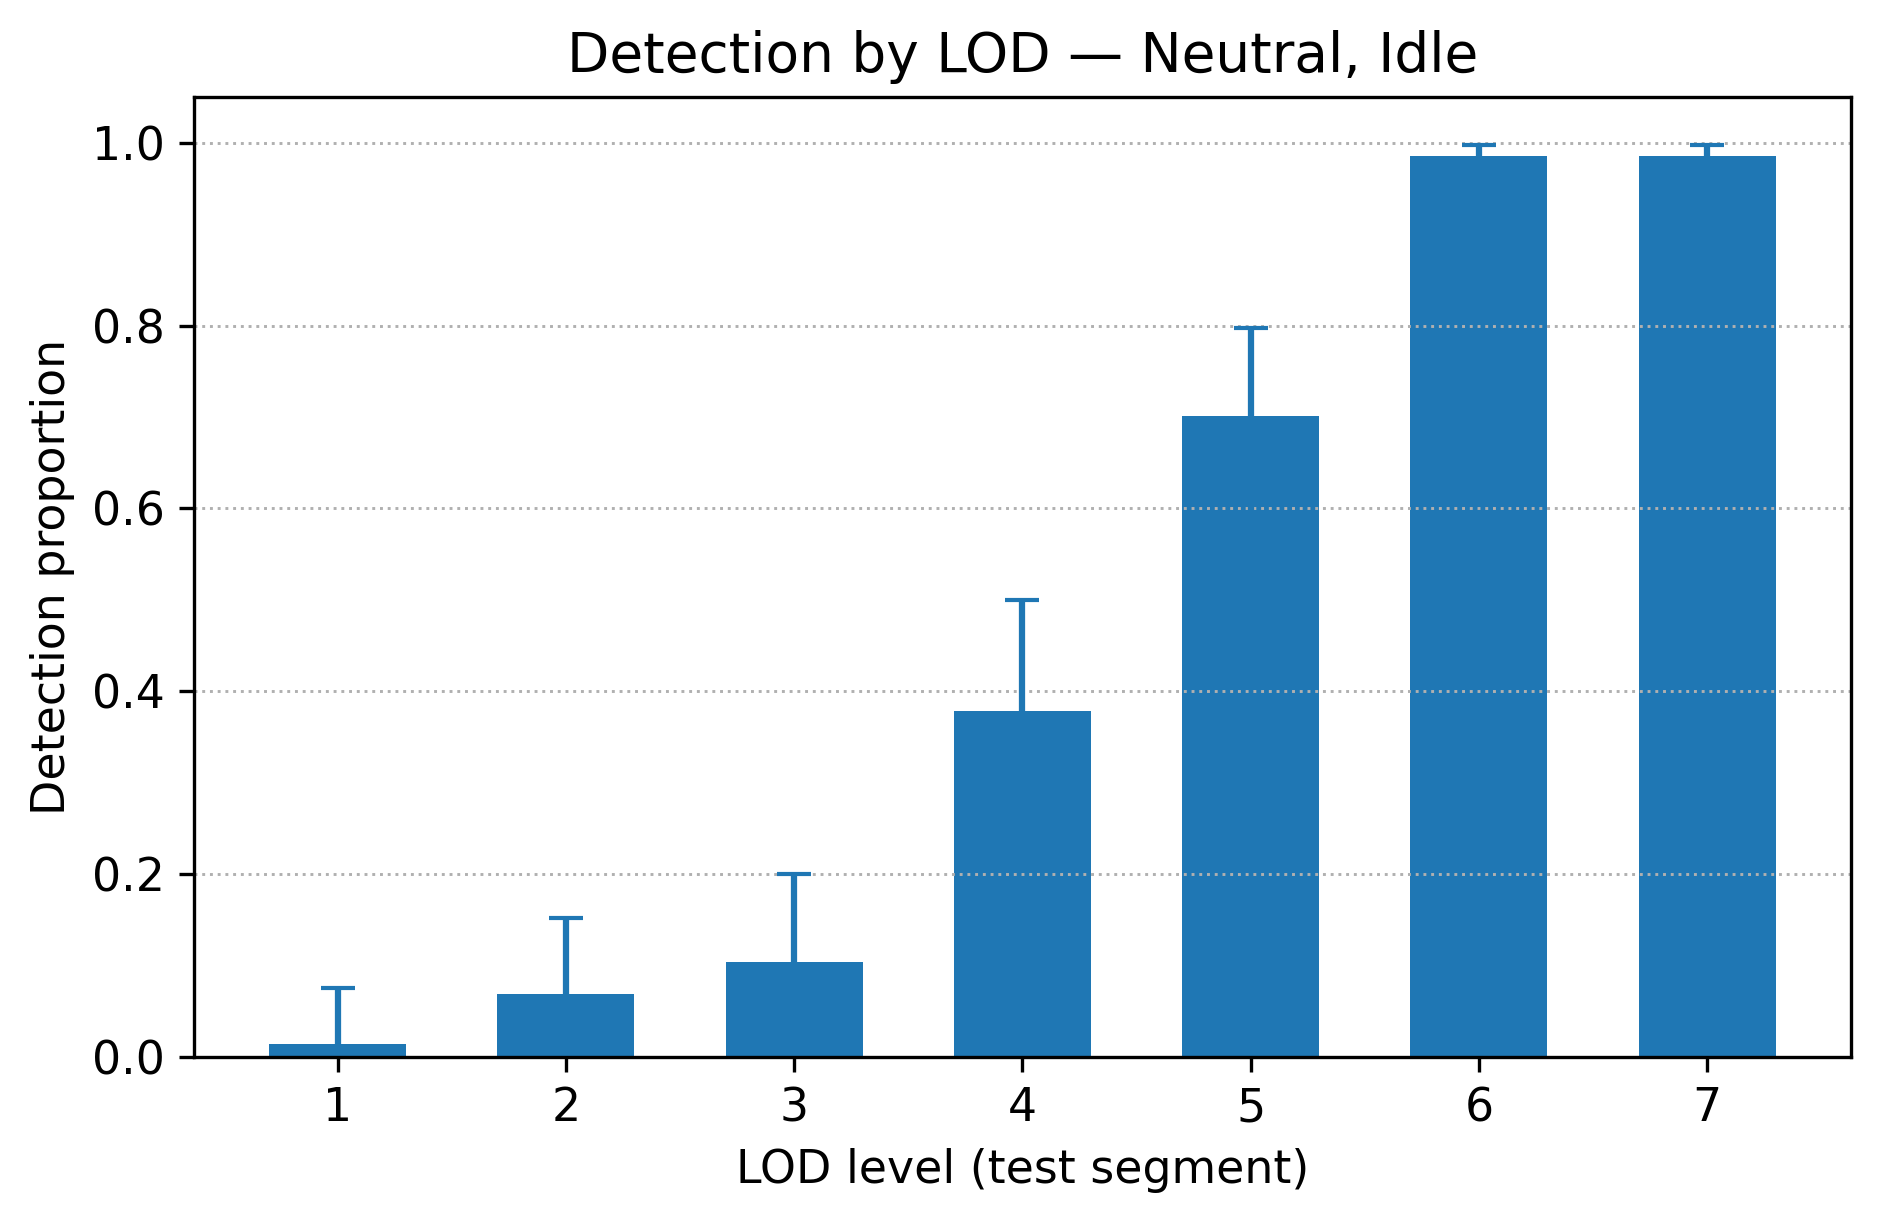 Detection by LOD — Neutral, Idle
Detection proportion
1.0
0.8
0.6
0.4
0.2
0.0
1 2 3 4 5 6 7
LOD level (test segment)